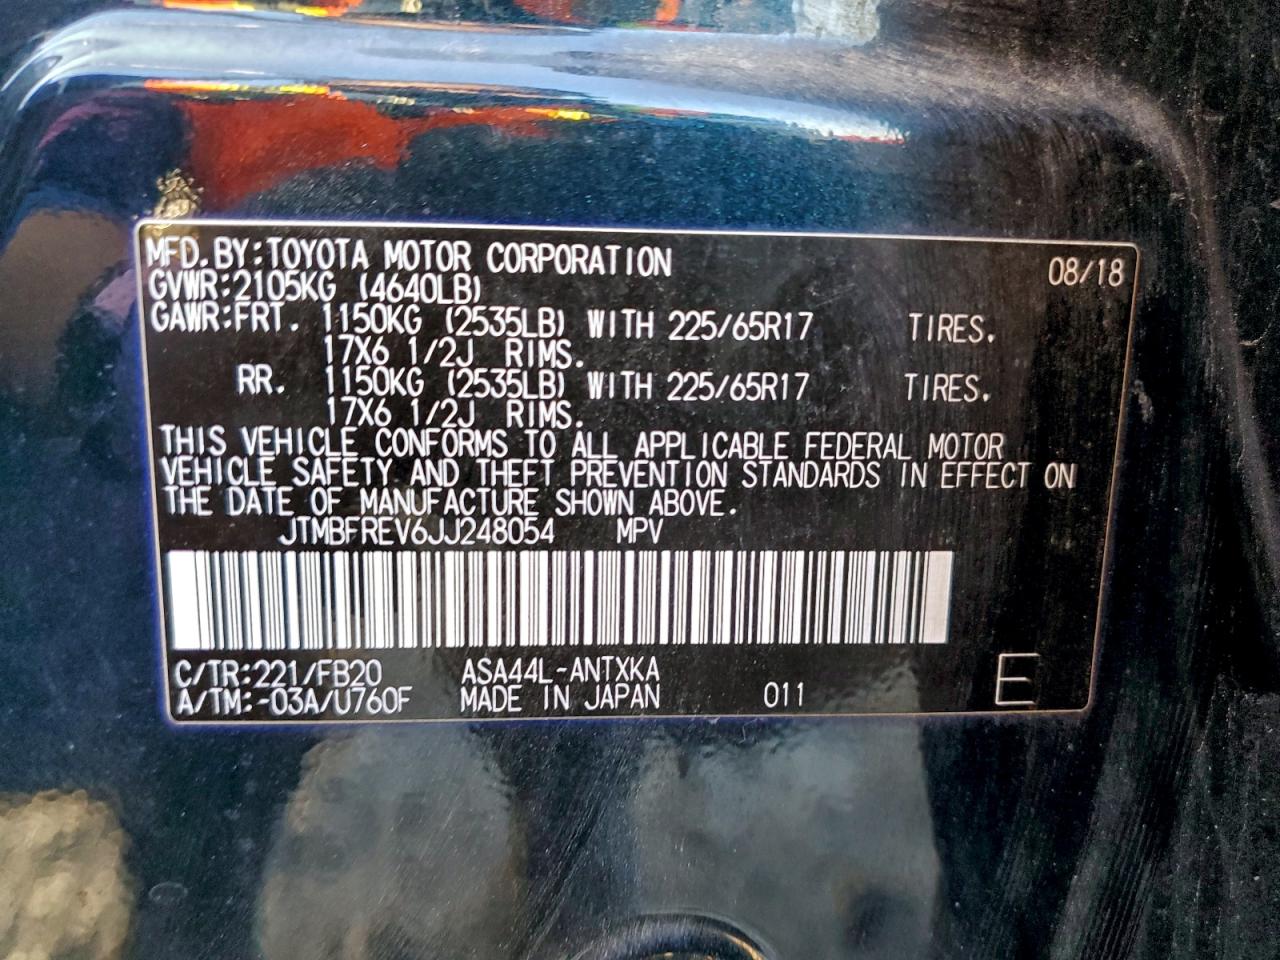 MFD. BY: TOYOTA MOTOR CORPORATION 08/18
GVWR: 2105KG (4640LB)
GAWR: FRT. 1150KG (2535LB) WITH 225/65R17 TIRES.
17X6 1/2J RIMS.
RR. 1150KG (2535LB) WITH 225/65R17 TIRES.
17X6 1/2J RIMS.
THIS VEHICLE CONFORMS TO ALL APPLICABLE FEDERAL MOTOR
VEHICLE SAFETY AND THEFT PREVENTION STANDARDS IN EFFECT ON
THE DATE OF MANUFACTURE SHOWN ABOVE.
JTMBFREV6JJ248054 MPV
C/TR: 221/FB20 ASA44L-ANTXKA
A/TM: -03A/U760F MADE IN JAPAN 011 E